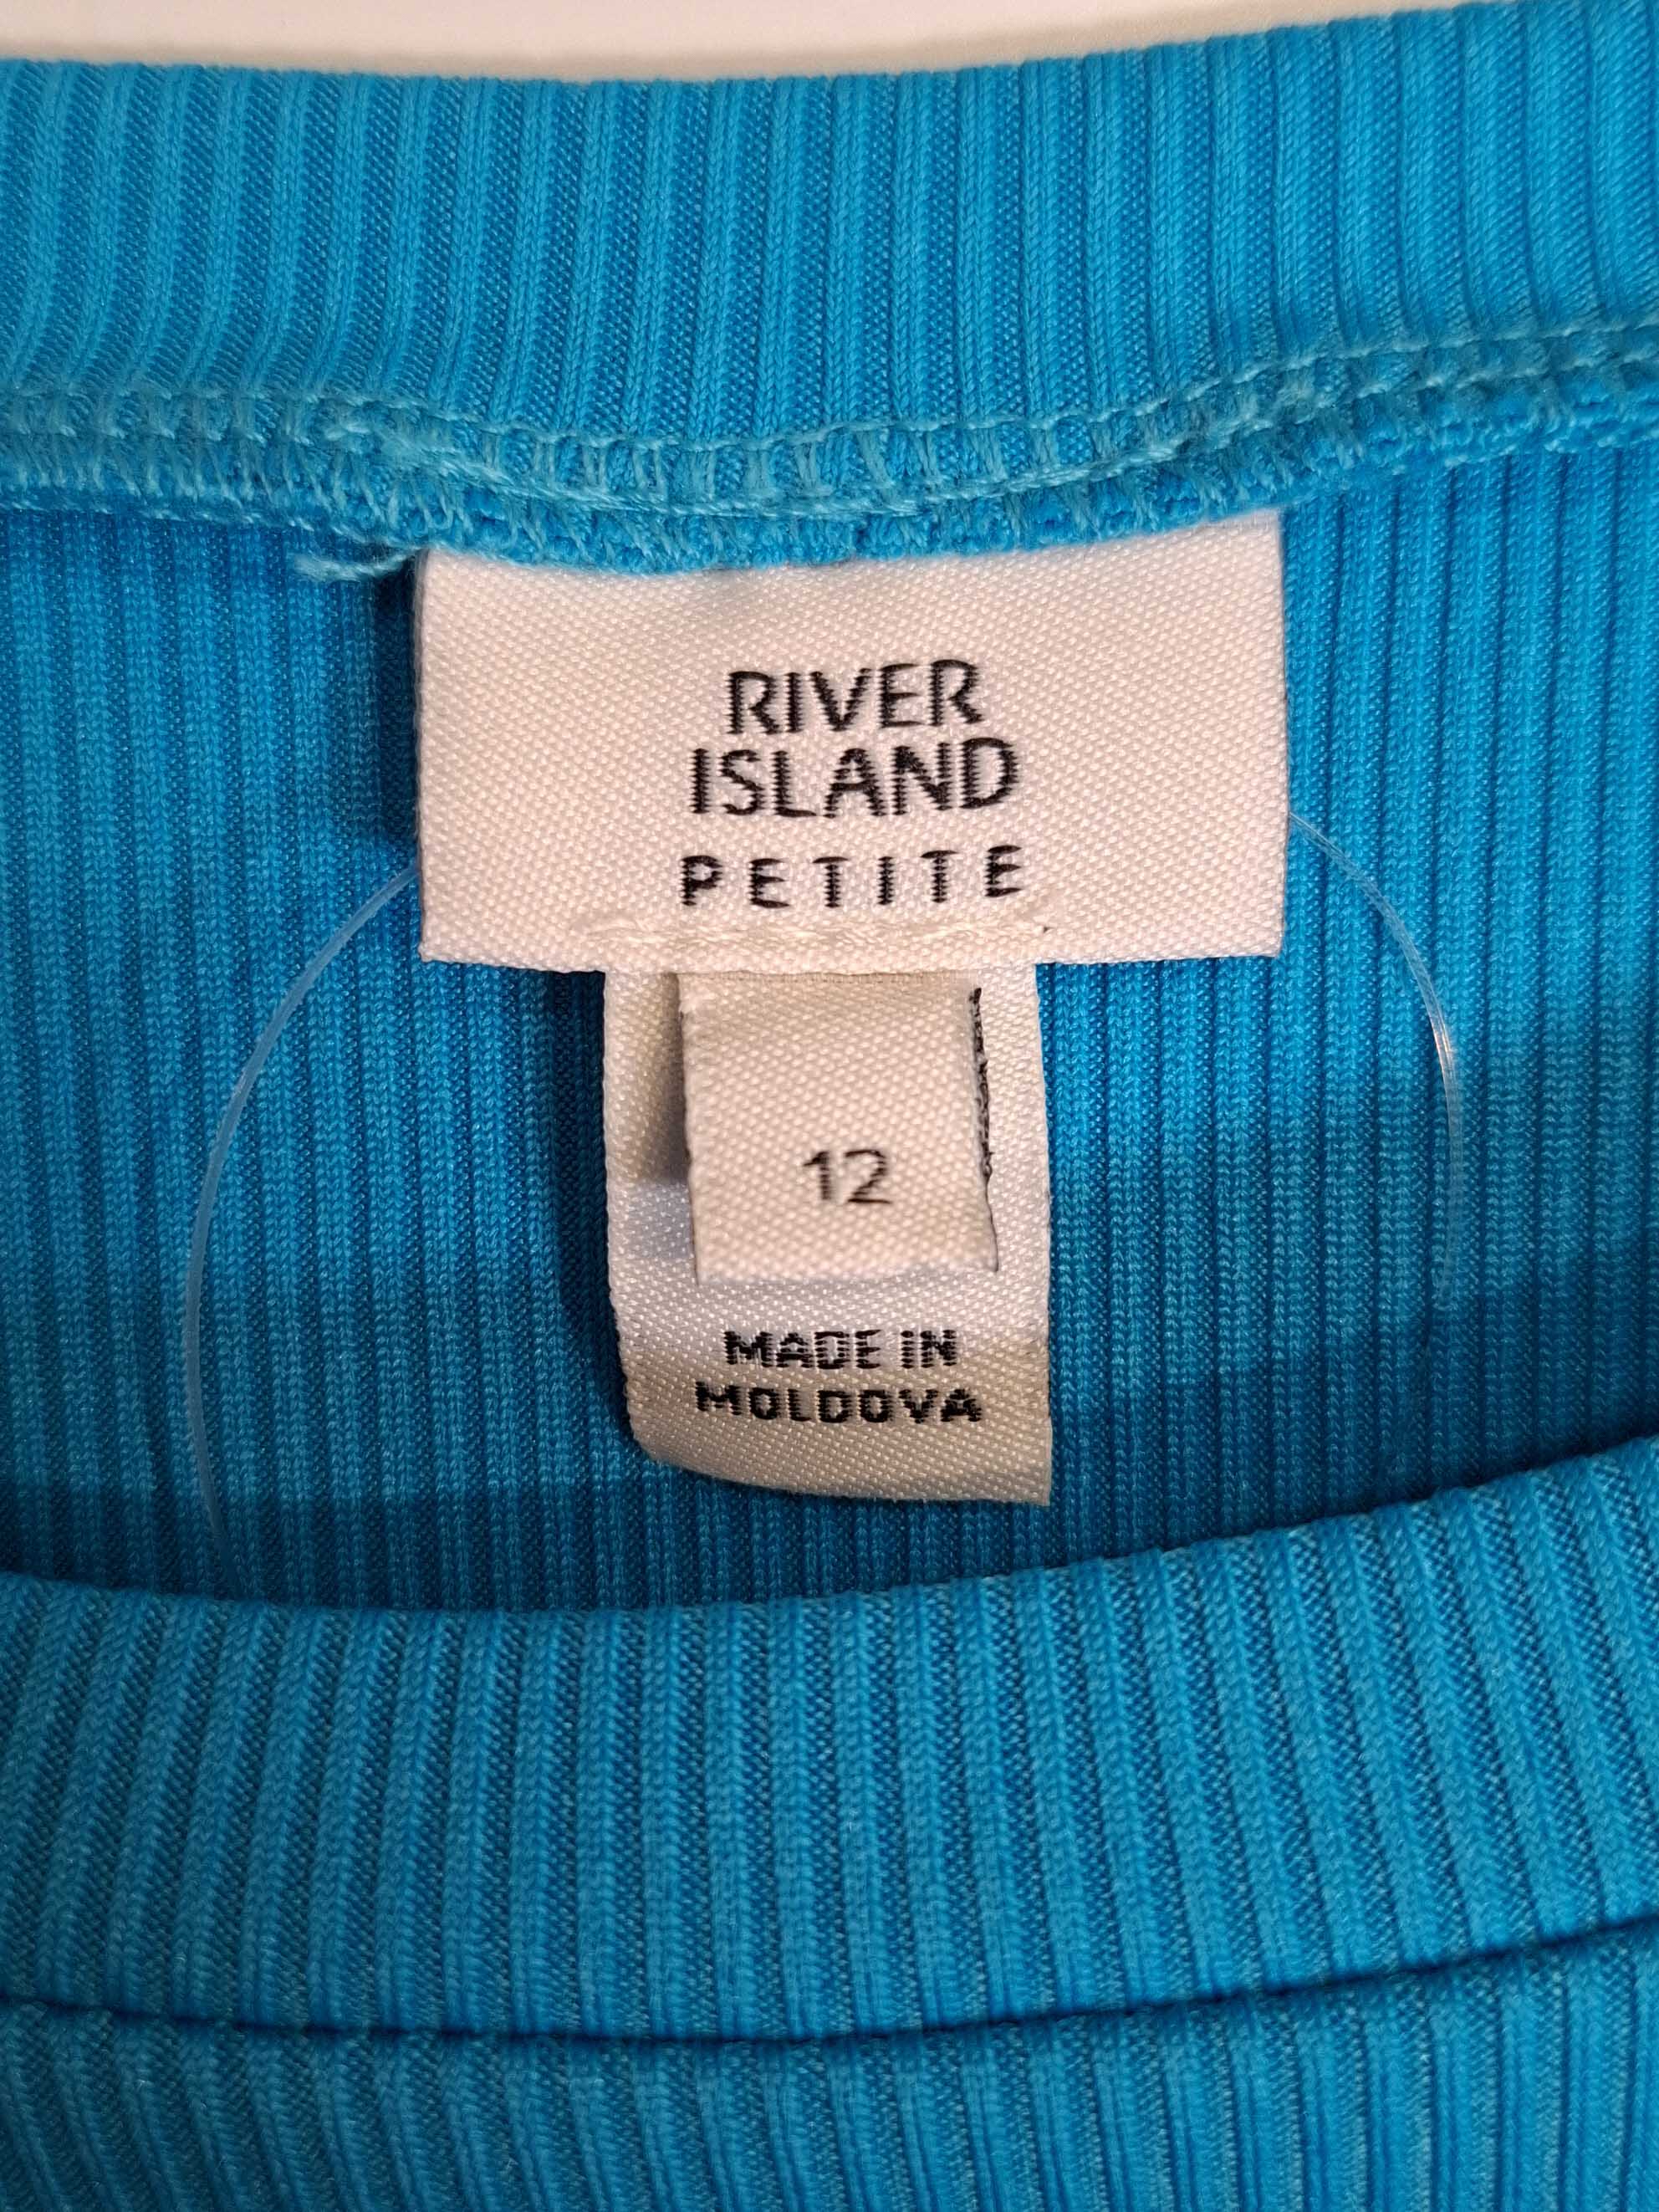 RIVER
ISLAND
PETITE
12
MADE IN
MOLDOVA